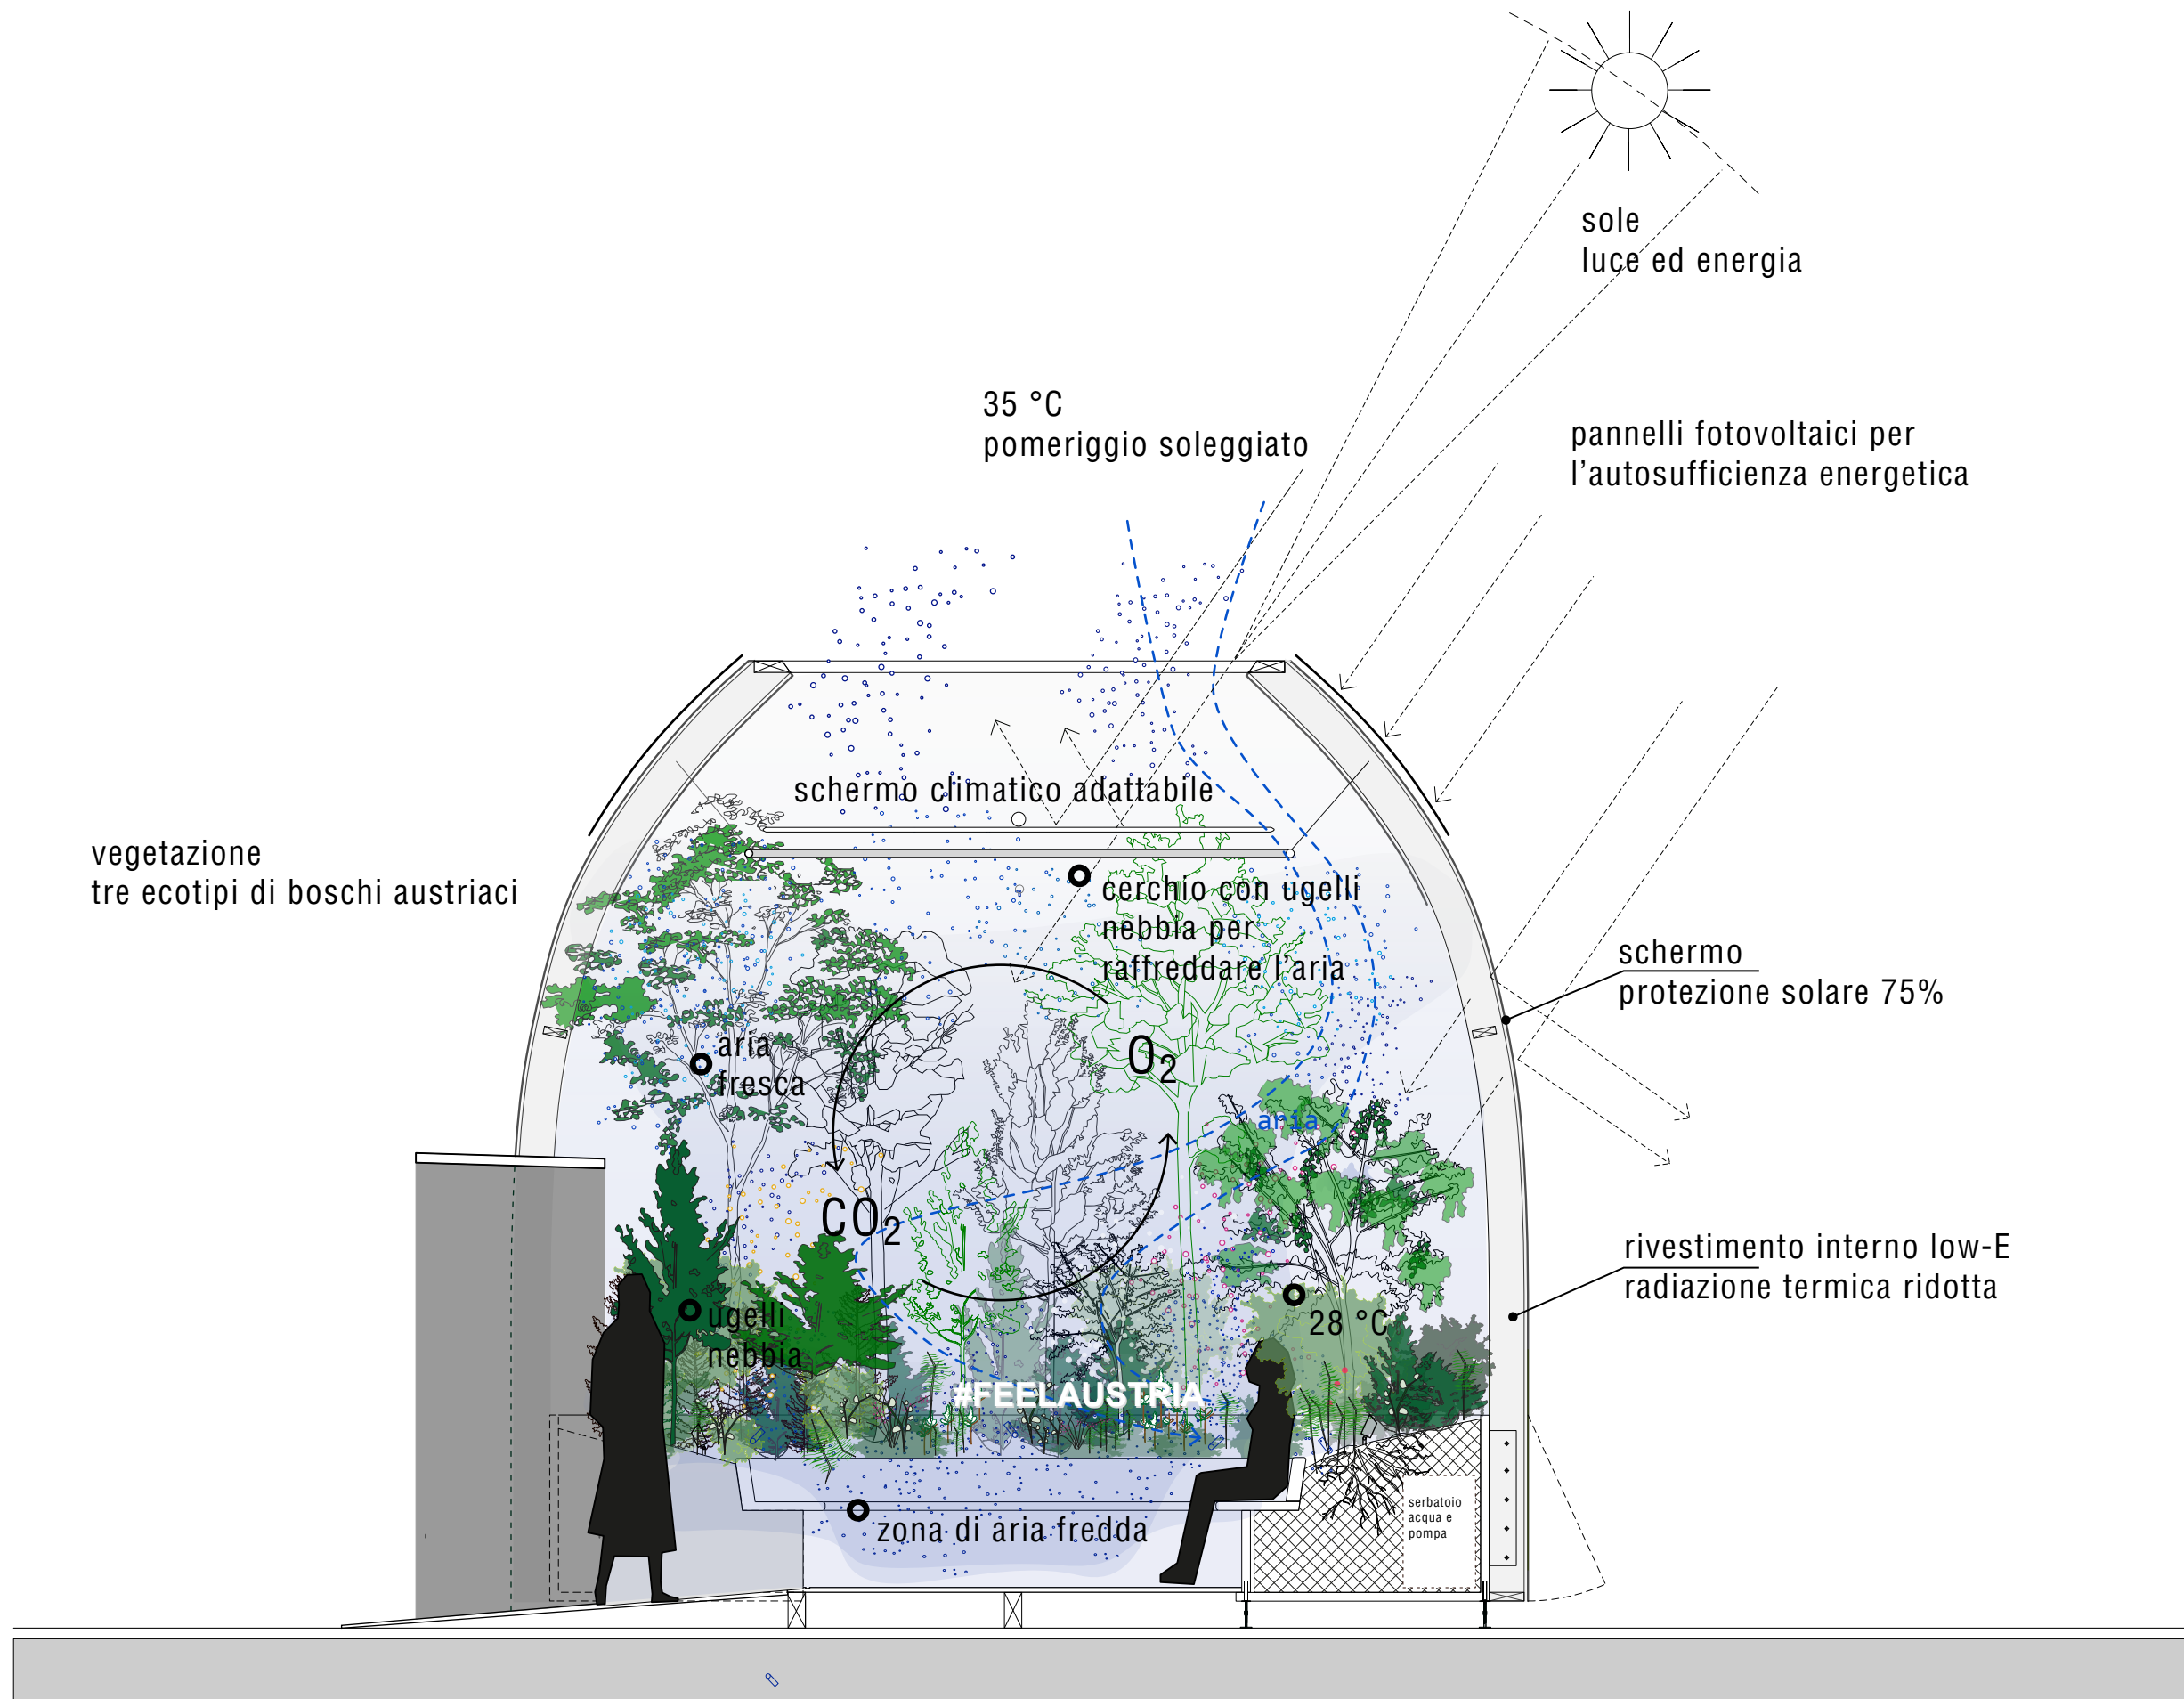 sole
luce ed energia
35 °C
pomeriggio soleggiato
pannelli fotovoltaici per
l'autosufficienza energetica
schermo climatico adattabile
vegetazione
tre ecotipi di boschi austriaci
cerchio con ugelli
nebbia per
raffreddare l'aria
schermo
protezione solare 75%
aria
fresca
O₂
aria
CO₂
rivestimento interno low-E
radiazione termica ridotta
ugelli
nebbia
28 °C
#FEELAUSTRIA
serbatoio
acqua e
pompa
zona di aria fredda